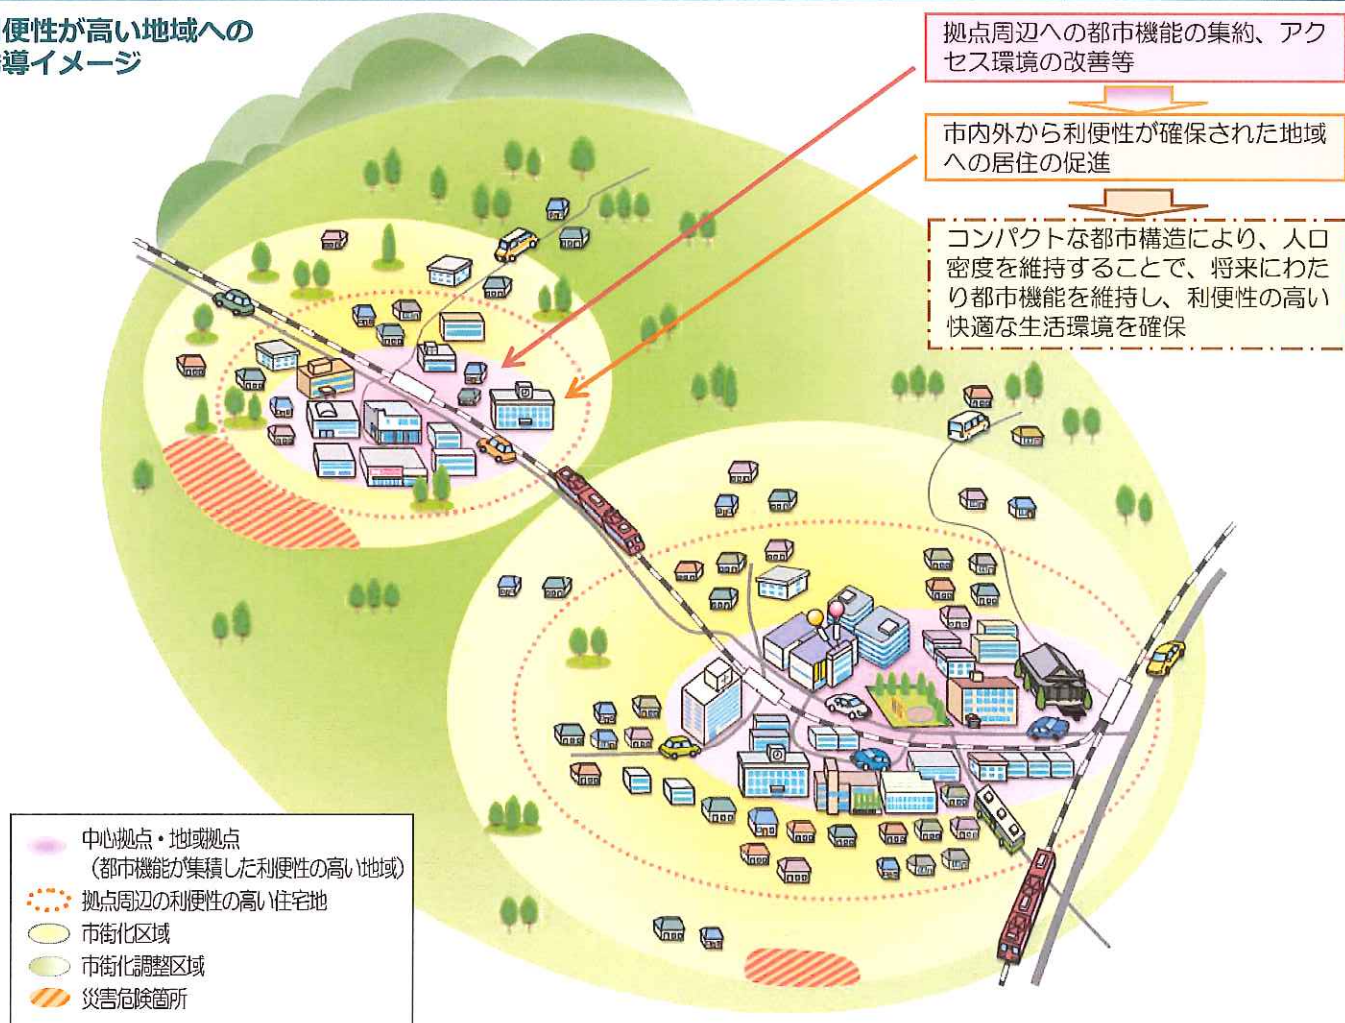 便性が高い地域への
導イメージ
拠点周辺への都市機能の集約、アク
セス環境の改善等
市内外から利便性が確保された地域
への居住の促進
コンパクトな都市構造により、人口
密度を維持することで、将来にわた
り都市機能を維持し、利便性の高い
快適な生活環境を確保
中心拠点・地域拠点
（都市機能が集積した利便性の高い地域）
拠点周辺の利便性の高い住宅地
市街化区域
市街化調整区域
災害危険箇所